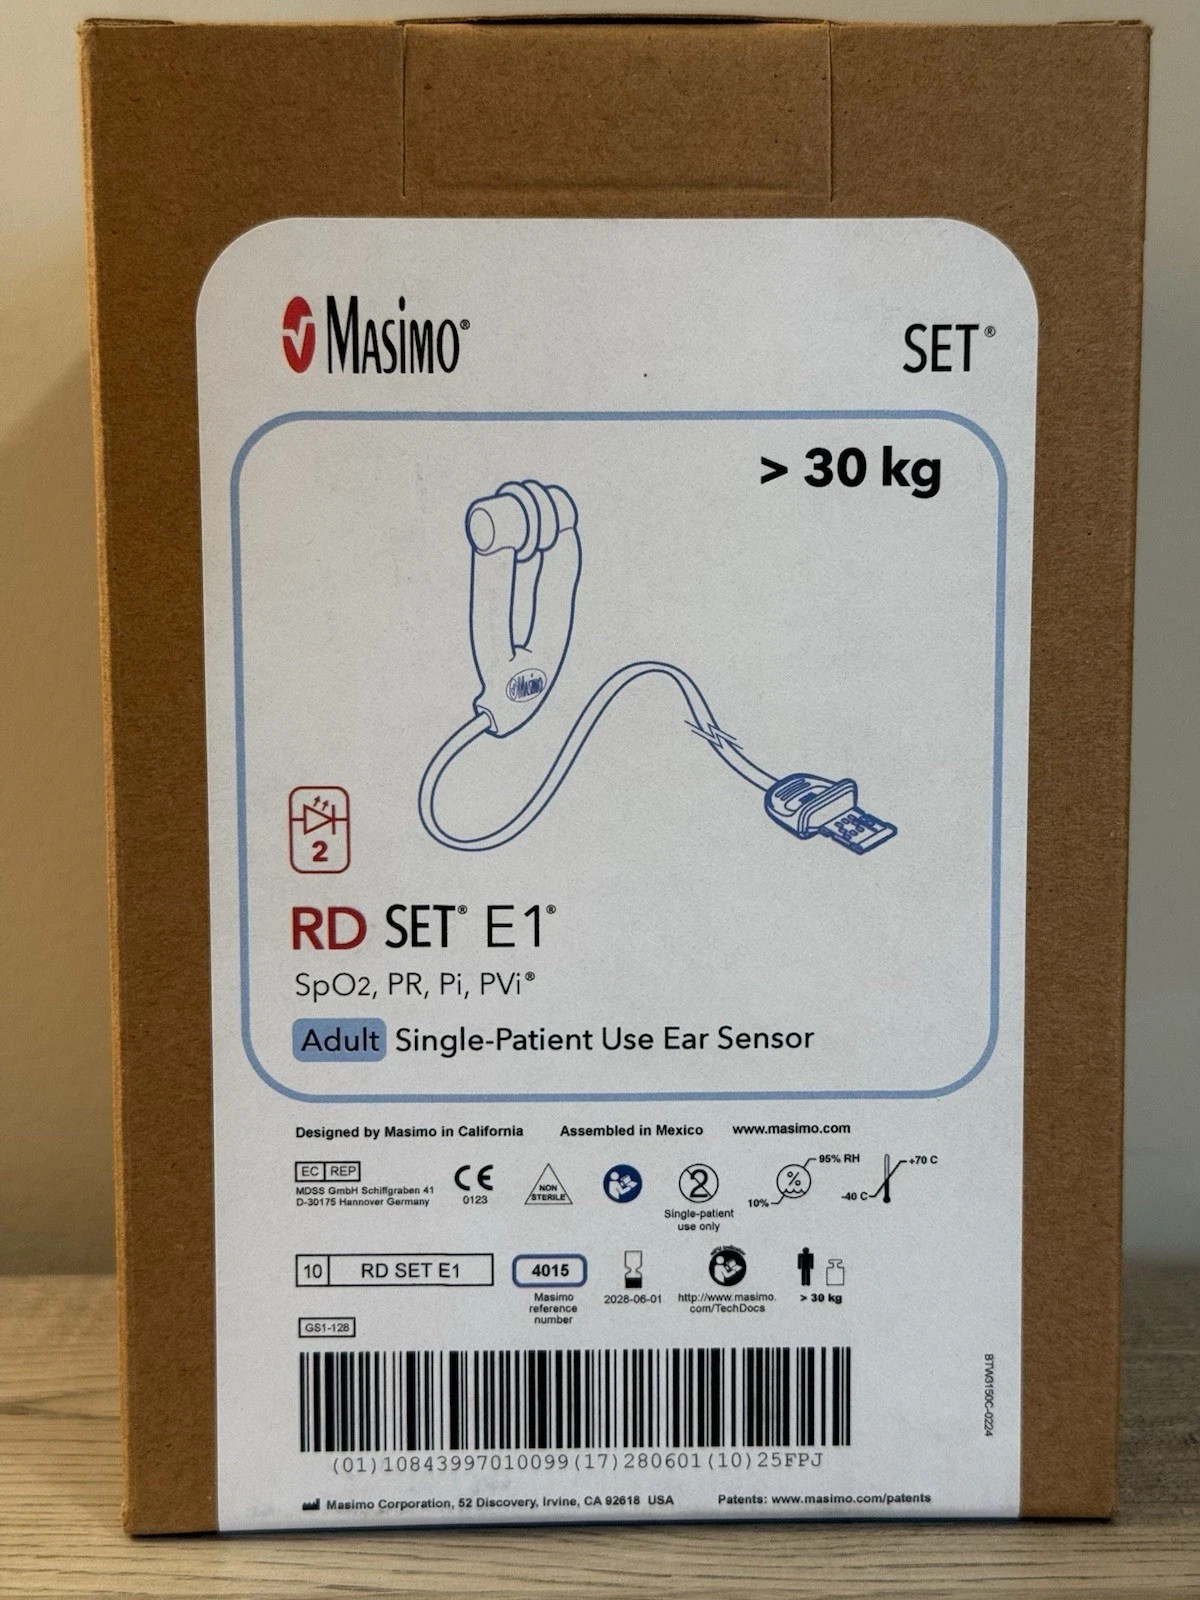 Masimo®
SET®
> 30 kg
Masimo
2
RD SET® E1®
SpO2, PR, Pi, PVi®
Adult Single-Patient Use Ear Sensor
Designed by Masimo in California Assembled in Mexico www.masimo.com
EC REP
MDSS GmbH Schiffgraben 41
D-30175 Hannover Germany
CE
0123
NON
STERILE
2
Single-patient
use only
95% RH
%
10%
+70 C
-40 C
10 RD SET E1
4015
Masimo
reference
number
2028-06-01
http://www.masimo.
com/TechDocs
> 30 kg
GS1-128
(01)10843997010099(17)280601(10)25FPJ
BTW3150C-0224
Masimo Corporation, 52 Discovery, Irvine, CA 92618 USA Patents: www.masimo.com/patents